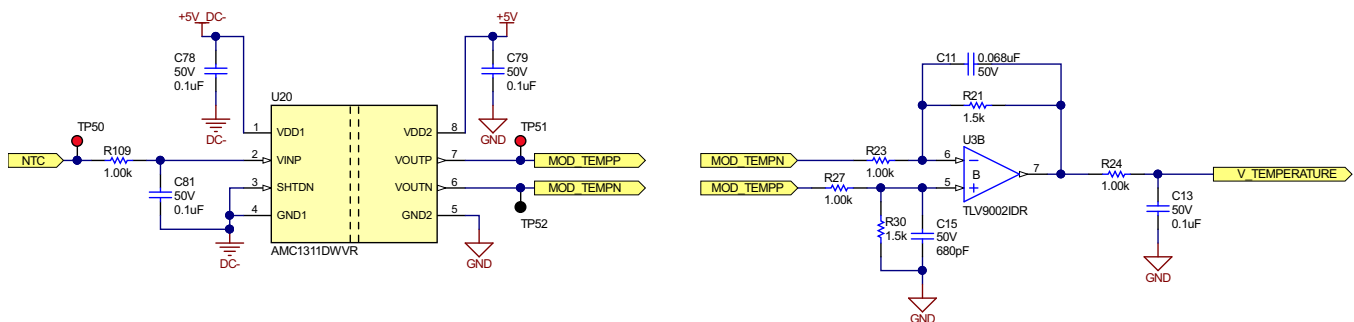 +5V_DC-
+5V
C78
50V
0.1uF
C79
50V
0.1uF
DC-
GND
U20
1
VDD1
VDD2
8
TP50
TP51
NTC
R109
1.00k
2
VINP
VOUTP
7
MOD_TEMPP
C81
50V
0.1uF
3
SHTDN
VOUTN
6
MOD_TEMPN
4
GND1
GND2
5
TP52
DC-
AMC1311DWVR
GND
C11
0.068uF
50V
R21
1.5k
U3B
MOD_TEMPN
R23
1.00k
6
B
7
R24
1.00k
V_TEMPERATURE
MOD_TEMPP
R27
1.00k
5
TLV9002IDR
R30
1.5k
C15
50V
680pF
C13
50V
0.1uF
GND
GND